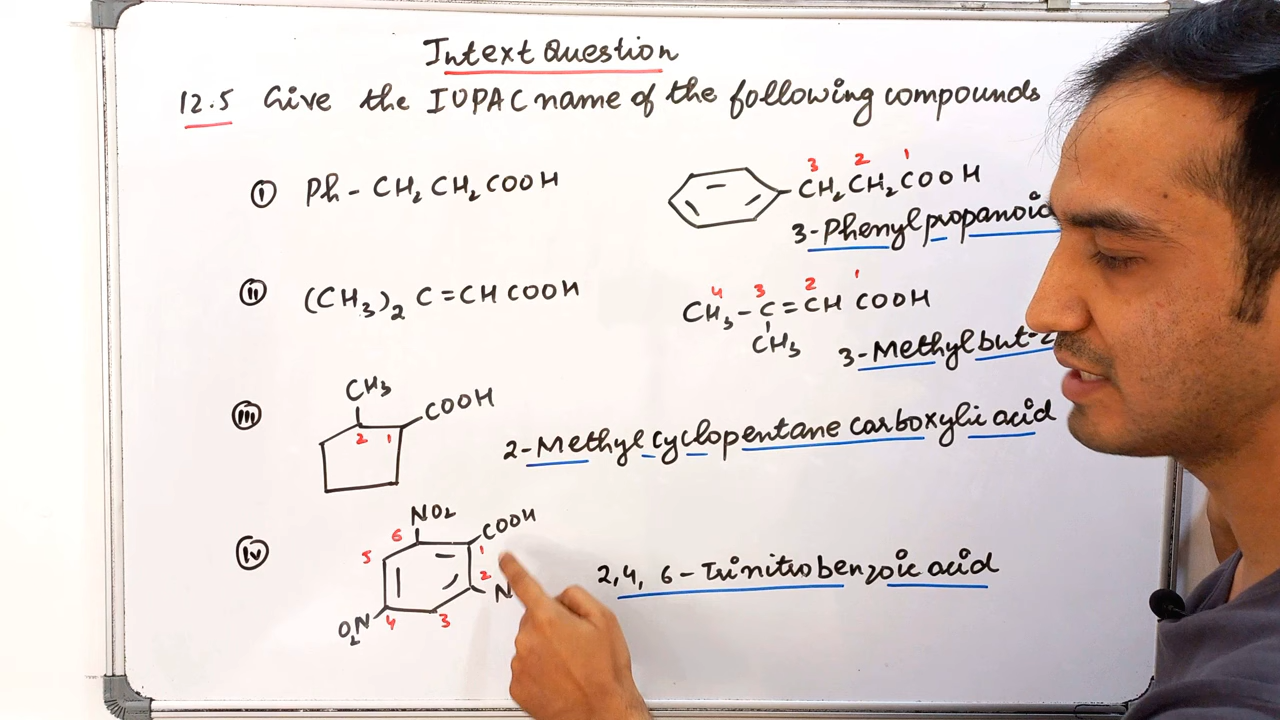 Intext Question
12.5 Give the IUPAC name of the following compounds
(i) Ph - CH2 CH2 COOH
3 2 1
CH2 CH2 COOH
3-Phenyl propanoic
(ii) (CH3)2 C=CH COOH
4 3 2 1
CH3 - C = CH COOH
CH3
3-Methyl but-2
(iii) CH3
COOH
2 1
2-Methyl cyclopentane carboxylic acid
(iv) NO2
COOH
6 1
5 2
N
O2N 4 3
2,4, 6-Trinitrobenzoic acid